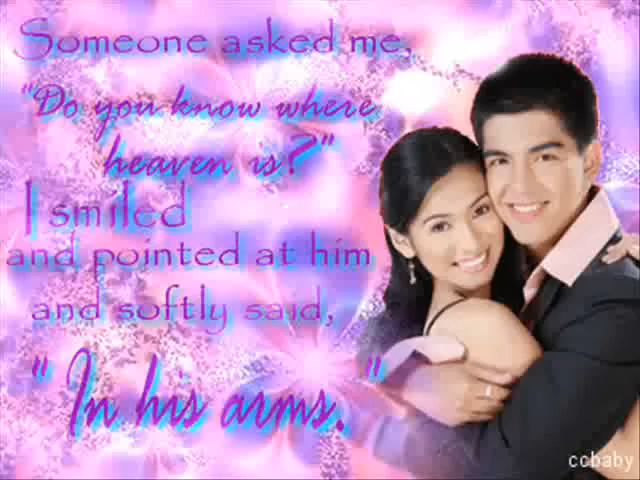 Someone asked me,
"Do you know where
heaven is?"
I smiled
and pointed at him
and softly said,
"In his arms."
ccbaby